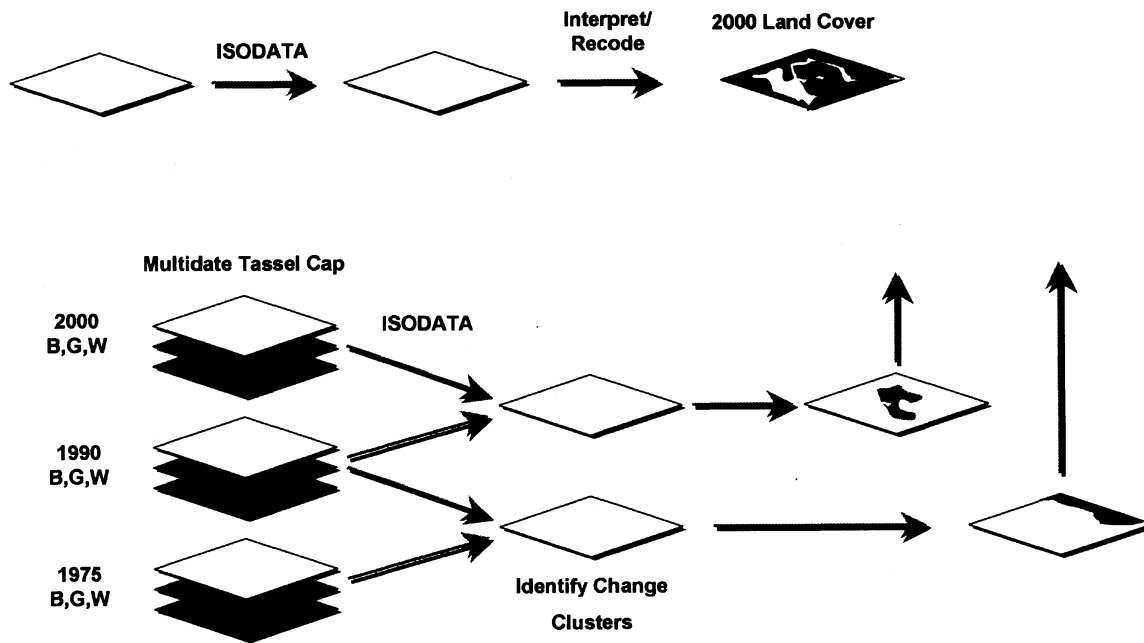 ISODATA
Interpret/
Recode
2000 Land Cover
Multidate Tassel Cap
2000
B,G,W
ISODATA
1990
B,G,W
1975
B,G,W
Identify Change
Clusters